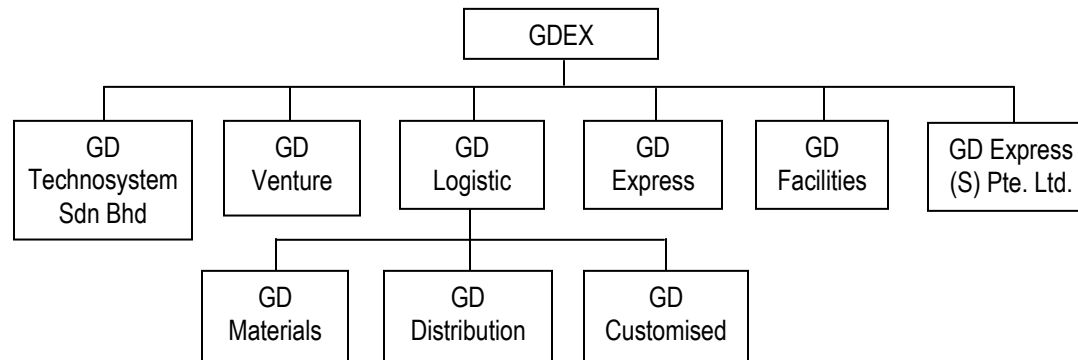 GDEX
GD
Technosystem
Sdn Bhd
GD
Venture
GD
Logistic
GD
Express
GD
Facilities
GD Express
(S) Pte. Ltd.
GD
Materials
GD
Distribution
GD
Customised